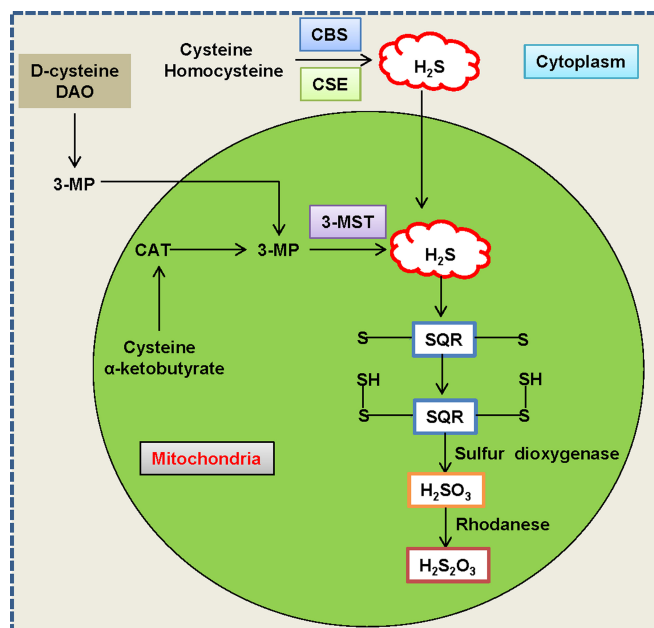 CBS
Cysteine
Homocysteine
CSE
H₂S
Cytoplasm
D-cysteine
DAO
3-MP
3-MST
CAT
3-MP
H₂S
Cysteine
α-ketobutyrate
S
SQR
S
SH
SH
S
SQR
S
Mitochondria
Sulfur dioxygenase
H₂SO₃
Rhodanese
H₂S₂O₃